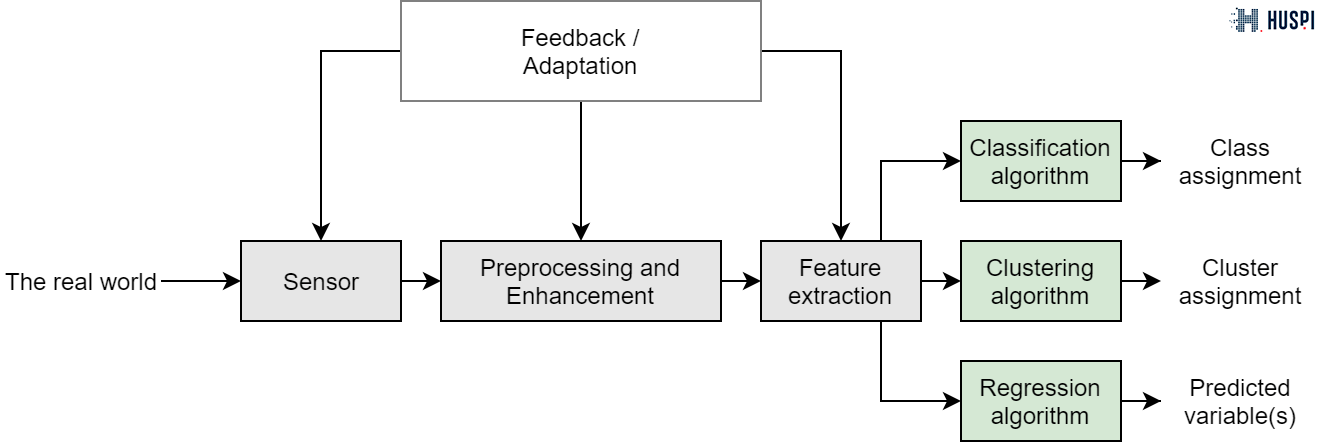 HUSPI
Feedback /
Adaptation
Classification
algorithm
Class
assignment
The real world
Sensor
Preprocessing and
Enhancement
Feature
extraction
Clustering
algorithm
Cluster
assignment
Regression
algorithm
Predicted
variable(s)